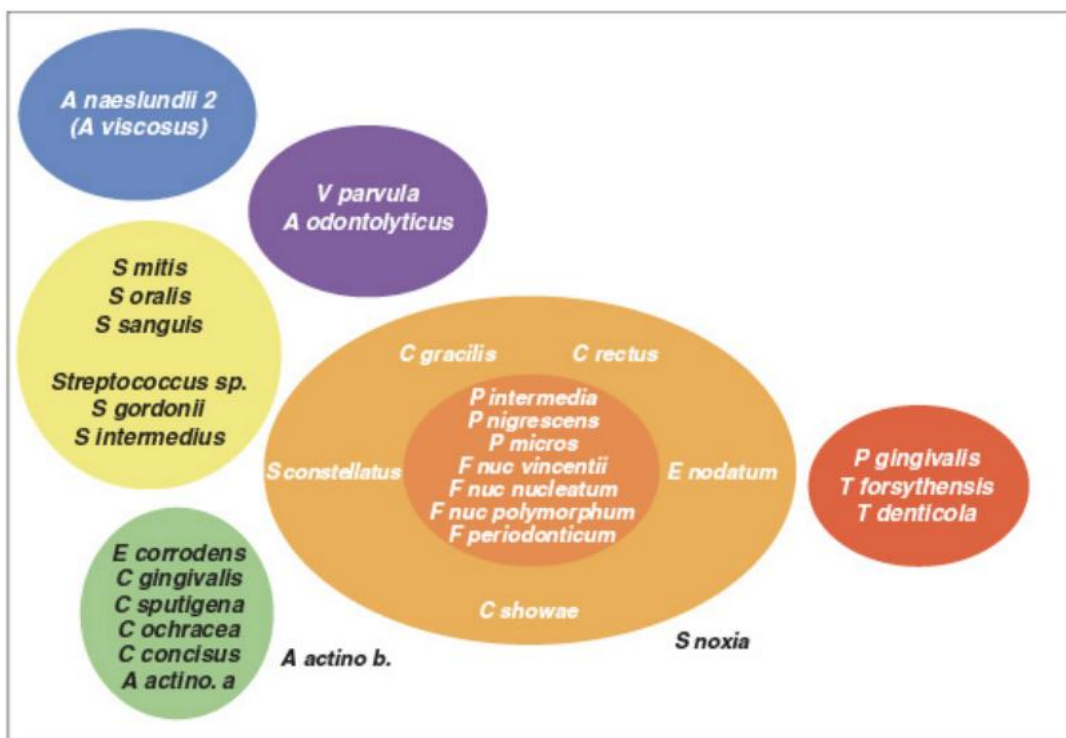 A naeslundii 2
(A viscosus)
V parvula
A odontolyticus
S mitis
S oralis
S sanguis
Streptococcus sp.
S gordonii
S intermedius
C gracilis
C rectus
P intermedia
P nigrescens
P micros
F nuc vincentii
F nuc nucleatum
F nuc polymorphum
F periodonticum
S constellatus
E nodatum
C showae
S noxia
P gingivalis
T forsythensis
T denticola
E corrodens
C gingivalis
C sputigena
C ochracea
C concisus
A actino. a
A actino b.